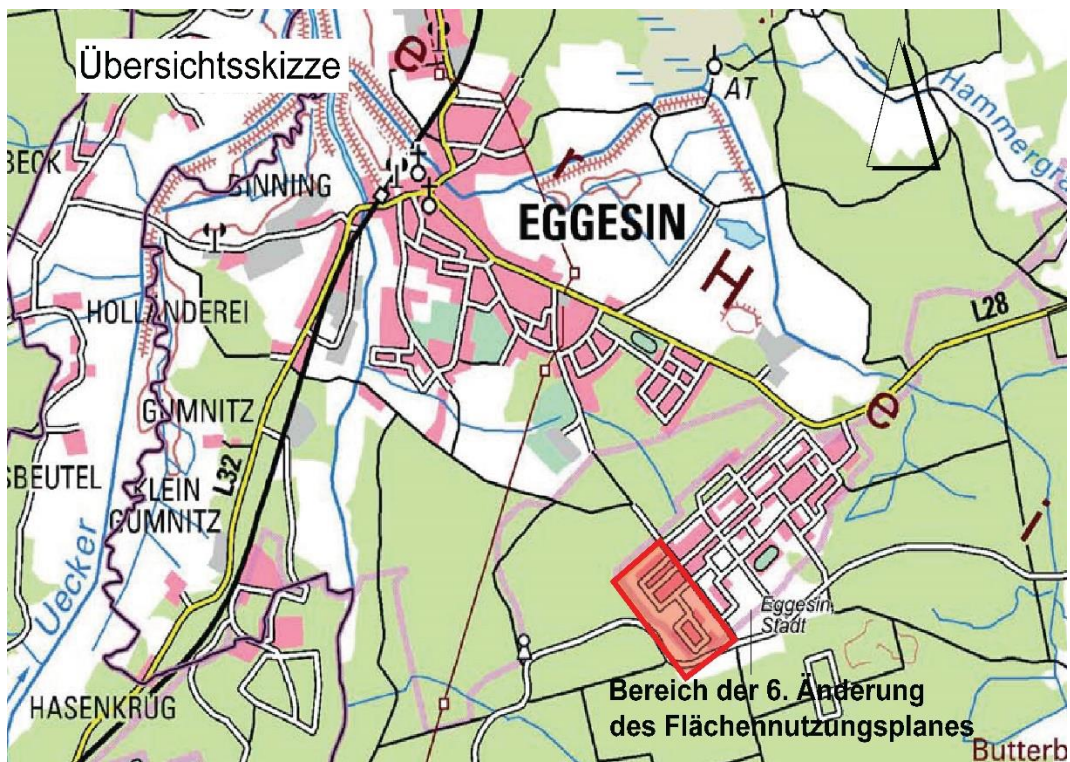 Übersichtsskizze
e
AT
Hammergra
BECK
BINNING
r
EGGESIN
H
HOLLÄNDEREI
L28
GUMNITZ
e
SBEUTEL
L32
KLEIN
GUMNITZ
i
Uecker
Eggesin,
Stadt
HASENKRUG
Bereich der 6. Änderung
des Flächennutzungsplanes
Butterb